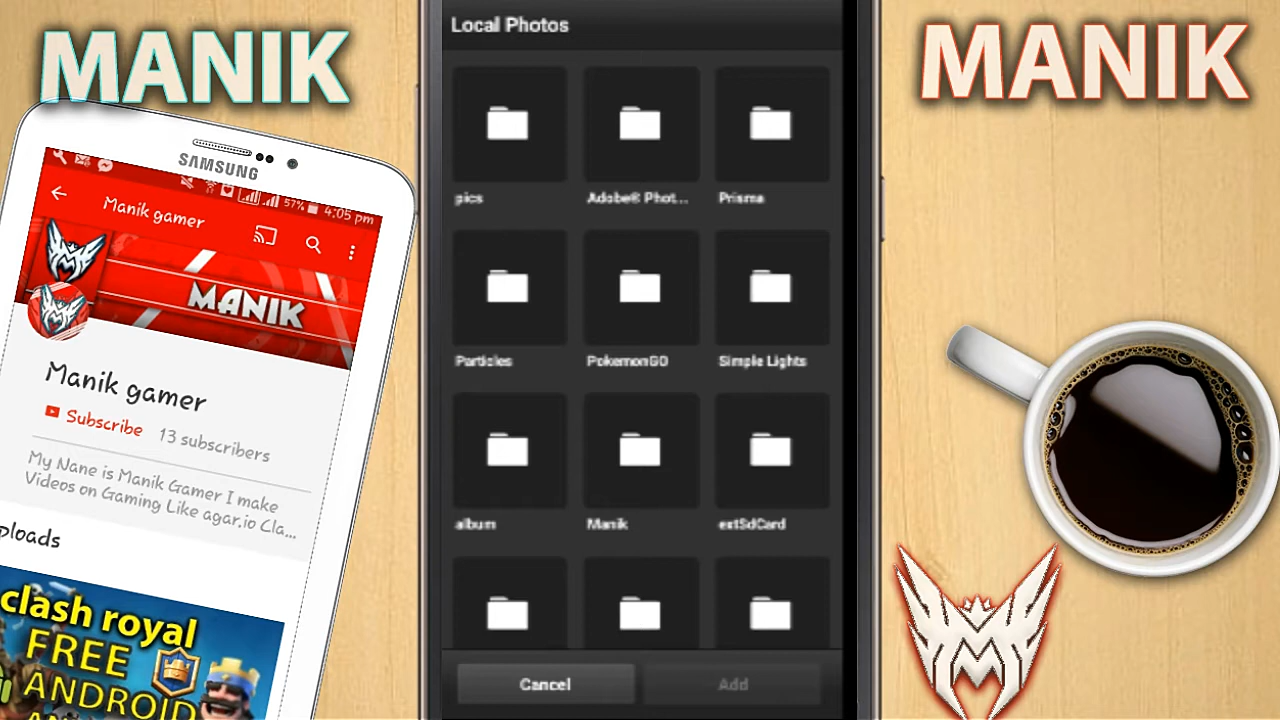 MANIK
SAMSUNG
57% 4:05 pm
Manik gamer
MANIK
Manik gamer
Subscribe 13 subscribers
My Nane is Manik Gamer I make
Videos on Gaming Like agar.io Cla...
ploads
clash royal
FREE
ANDROID
Local Photos
pics
Adobe® Phot...
Prisma
Particles
PokemonGO
Simple Lights
album
Manik
extSdCard
Cancel
Add
MANIK